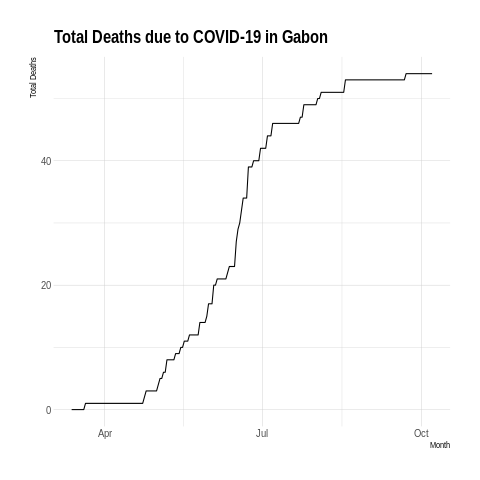 Total Deaths due to COVID-19 in Gabon
Total Deaths
40
20
0
Apr
Jul
Oct
Month